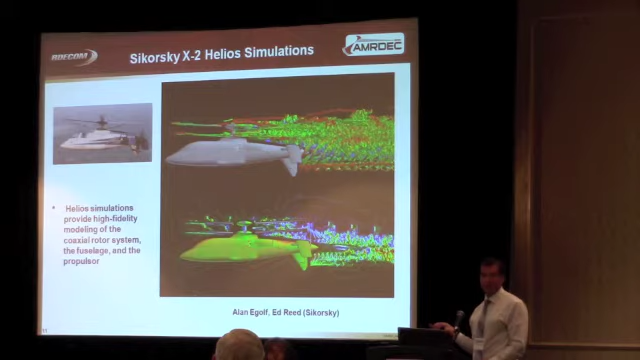 RDECOM
Sikorsky X-2 Helios Simulations
AMRDEC
• Helios simulations
provide high-fidelity
modeling of the
coaxial rotor system,
the fuselage, and the
propulsor
Alan Egolf, Ed Reed (Sikorsky)